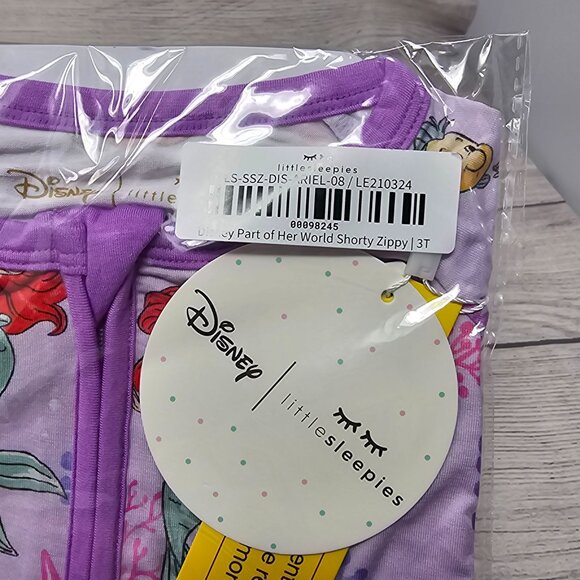 littlesleepies
LS-SSZ-DIS-ARIEL-08 / LE210324
00098245
Disney Part of Her World Shorty Zippy | 3T
Disney
little
Disney | littlesleepies